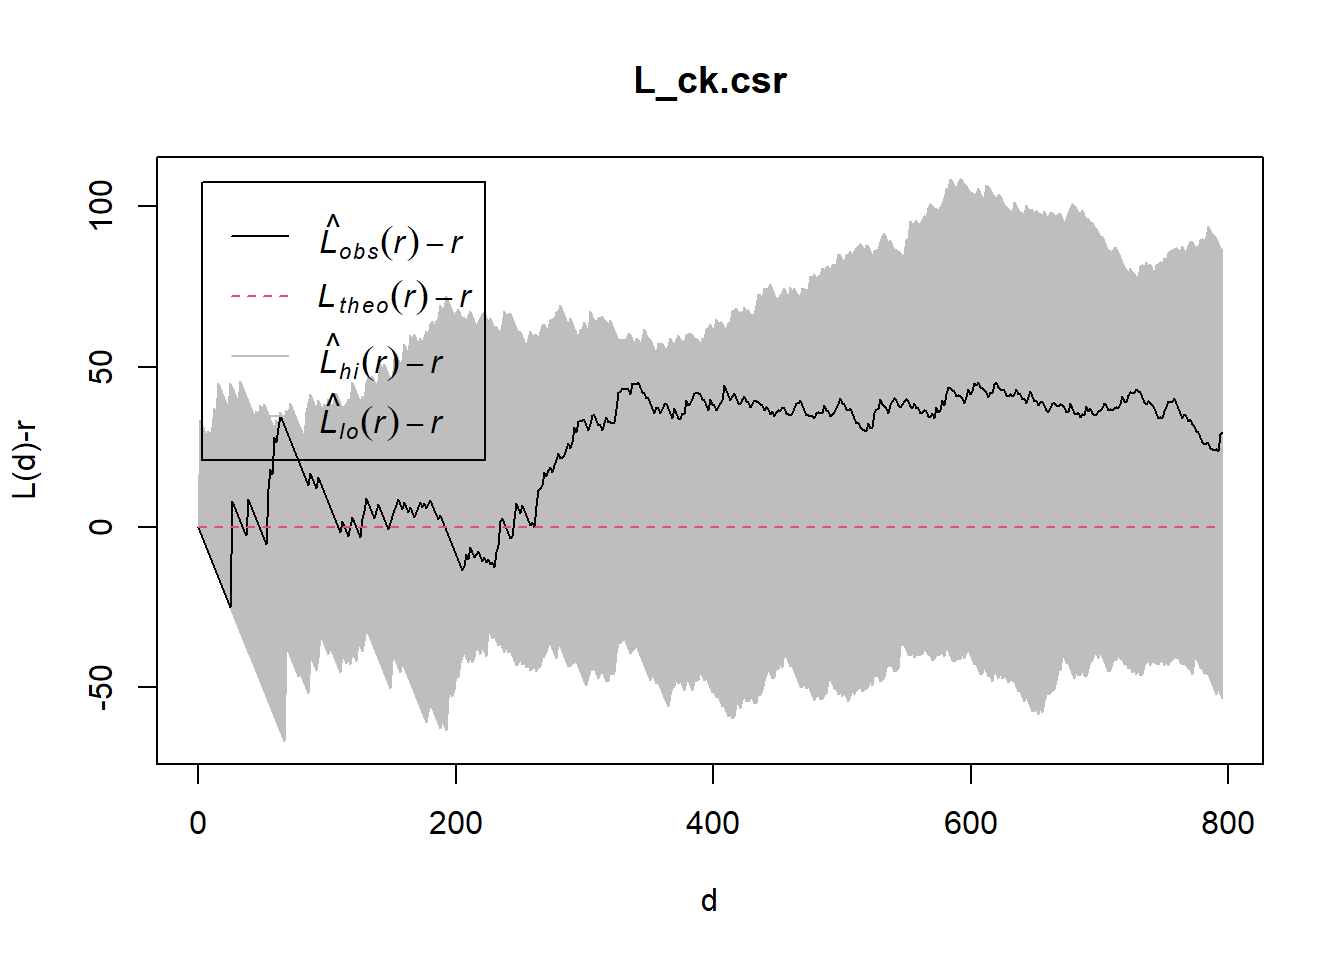 L_ck.csr
L̂obs(r) − r
Ltheo(r) − r
L̂hi(r) − r
L̂lo(r) − r
L(d)-r
100
50
0
-50
0 200 400 600 800
d